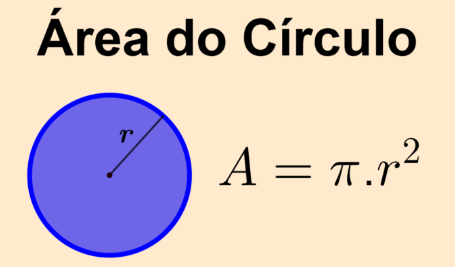 Área do Círculo
r
A = π.r²